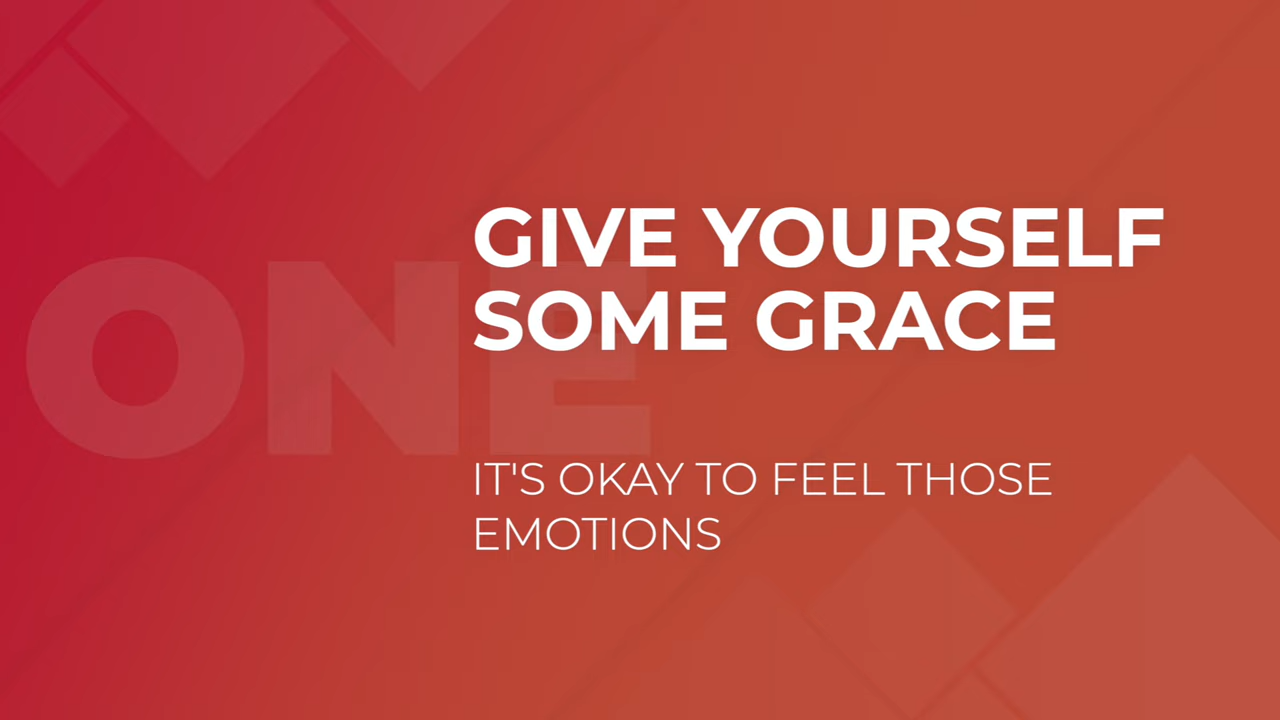 ONE
GIVE YOURSELF
SOME GRACE
IT'S OKAY TO FEEL THOSE
EMOTIONS